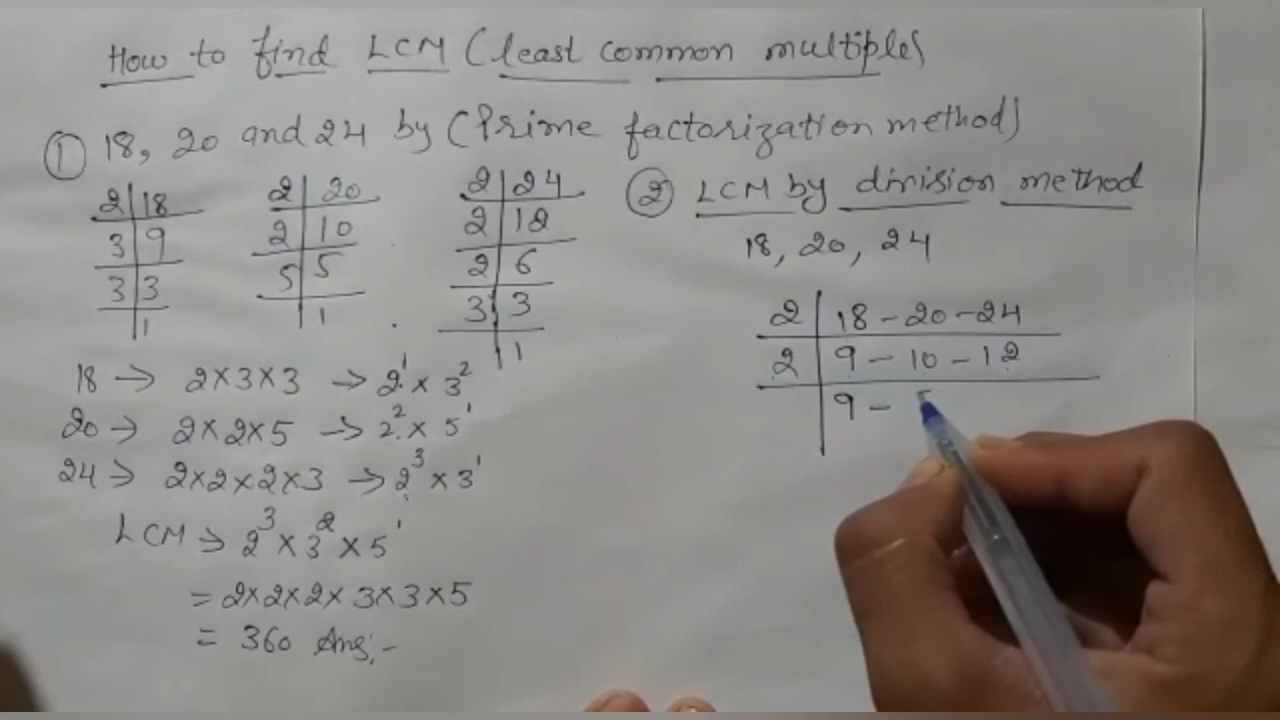 How to find LCM (least common multiples
① 18, 20 and 24 by (Prime factorization method)
2 | 18
3 | 9
3 | 3
1
2 | 20
2 | 10
5 | 5
1
2 | 24
2 | 12
2 | 6
3 | 3
1
18 → 2×3×3 → 2¹ × 3²
20 → 2×2×5 → 2² × 5¹
24 → 2×2×2×3 → 2³ × 3¹
LCM → 2³ × 3² × 5¹
= 2×2×2×3×3×5
= 360 Ans;-
② LCM by division method
18, 20, 24
2 | 18 - 20 - 24
2 | 9 - 10 - 12
9 -